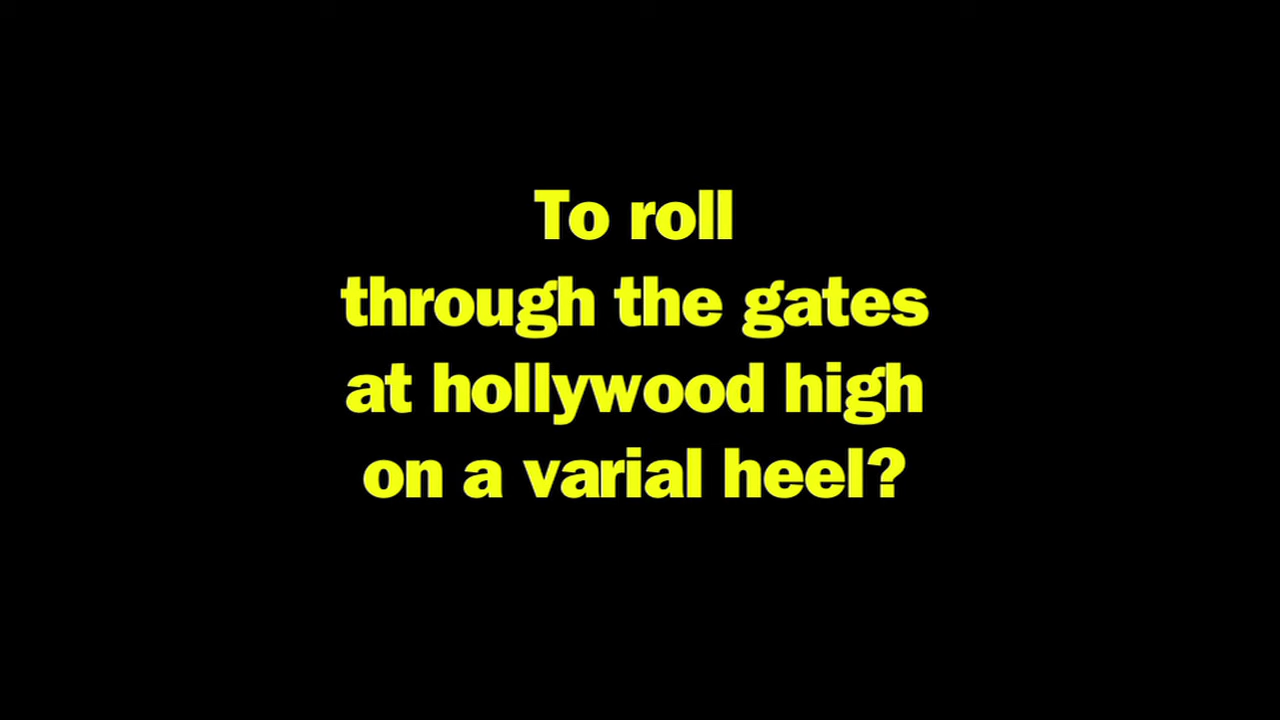 To roll
through the gates
at hollywood high
on a varial heel?